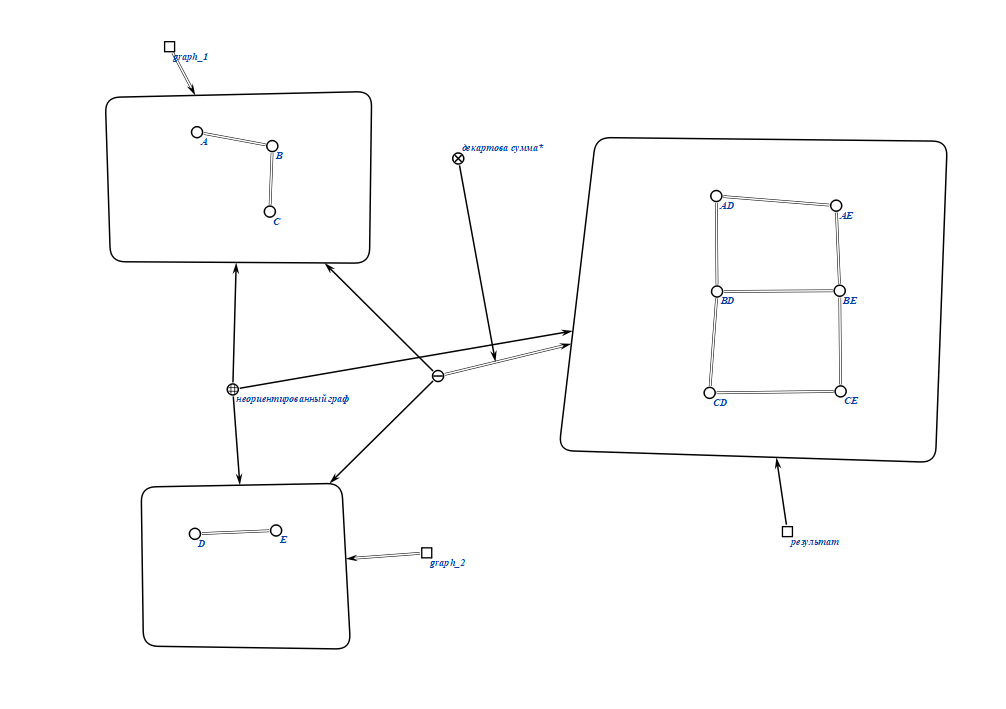 graph_1
A
B
C
декартова сумма*
AD
AE
BD
BE
CD
CE
неориентированный граф
D
E
graph_2
результат